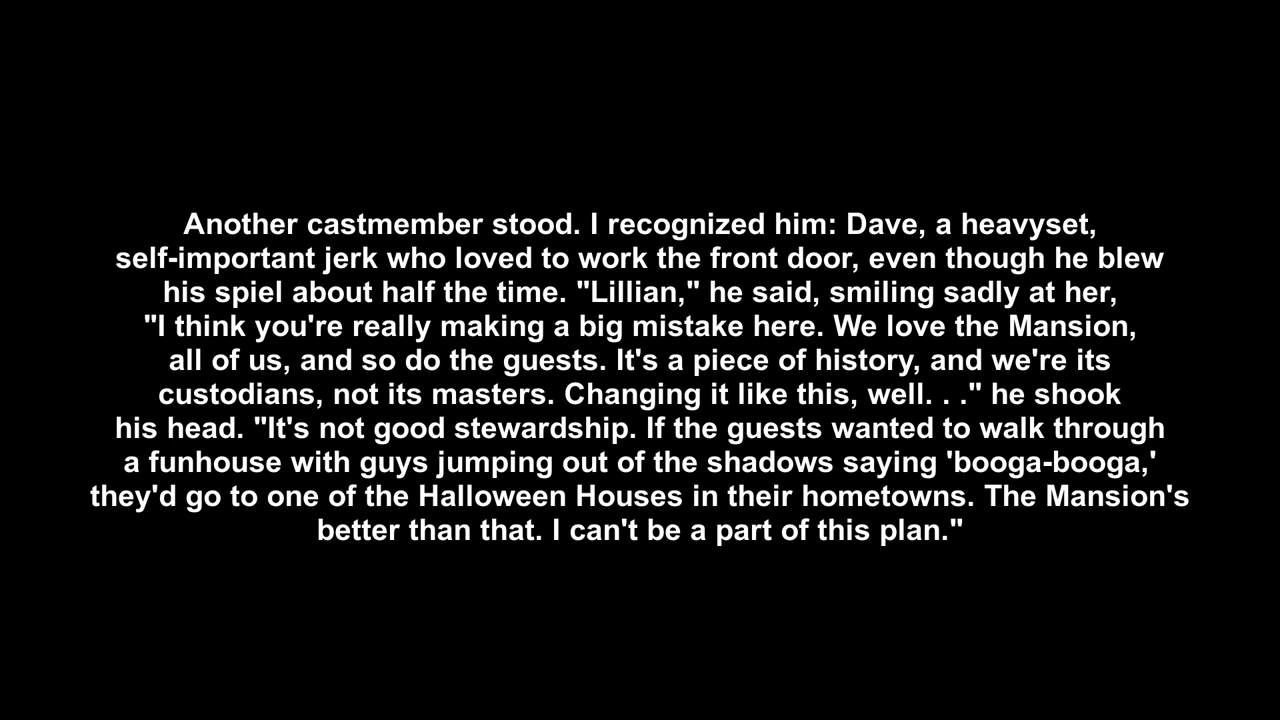 Another castmember stood. I recognized him: Dave, a heavyset,
self-important jerk who loved to work the front door, even though he blew
his spiel about half the time. "Lillian," he said, smiling sadly at her,
"I think you're really making a big mistake here. We love the Mansion,
all of us, and so do the guests. It's a piece of history, and we're its
custodians, not its masters. Changing it like this, well. . ." he shook
his head. "It's not good stewardship. If the guests wanted to walk through
a funhouse with guys jumping out of the shadows saying 'booga-booga,'
they'd go to one of the Halloween Houses in their hometowns. The Mansion's
better than that. I can't be a part of this plan."